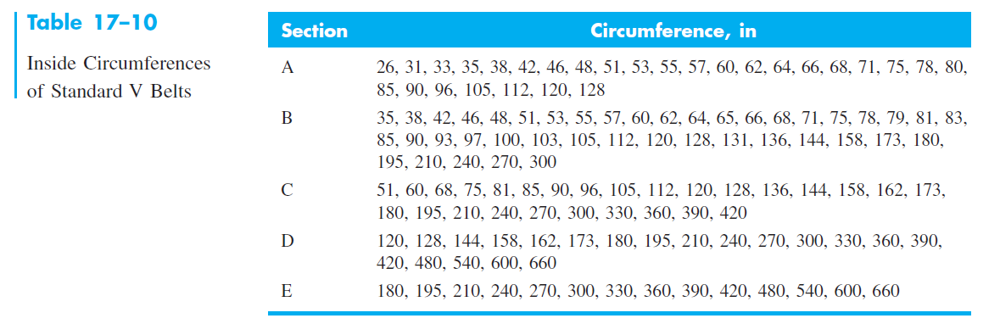 Table 17–10
Inside Circumferences
of Standard V Belts
Section Circumference, in
A 26, 31, 33, 35, 38, 42, 46, 48, 51, 53, 55, 57, 60, 62, 64, 66, 68, 71, 75, 78, 80,
85, 90, 96, 105, 112, 120, 128
B 35, 38, 42, 46, 48, 51, 53, 55, 57, 60, 62, 64, 65, 66, 68, 71, 75, 78, 79, 81, 83,
85, 90, 93, 97, 100, 103, 105, 112, 120, 128, 131, 136, 144, 158, 173, 180,
195, 210, 240, 270, 300
C 51, 60, 68, 75, 81, 85, 90, 96, 105, 112, 120, 128, 136, 144, 158, 162, 173,
180, 195, 210, 240, 270, 300, 330, 360, 390, 420
D 120, 128, 144, 158, 162, 173, 180, 195, 210, 240, 270, 300, 330, 360, 390,
420, 480, 540, 600, 660
E 180, 195, 210, 240, 270, 300, 330, 360, 390, 420, 480, 540, 600, 660